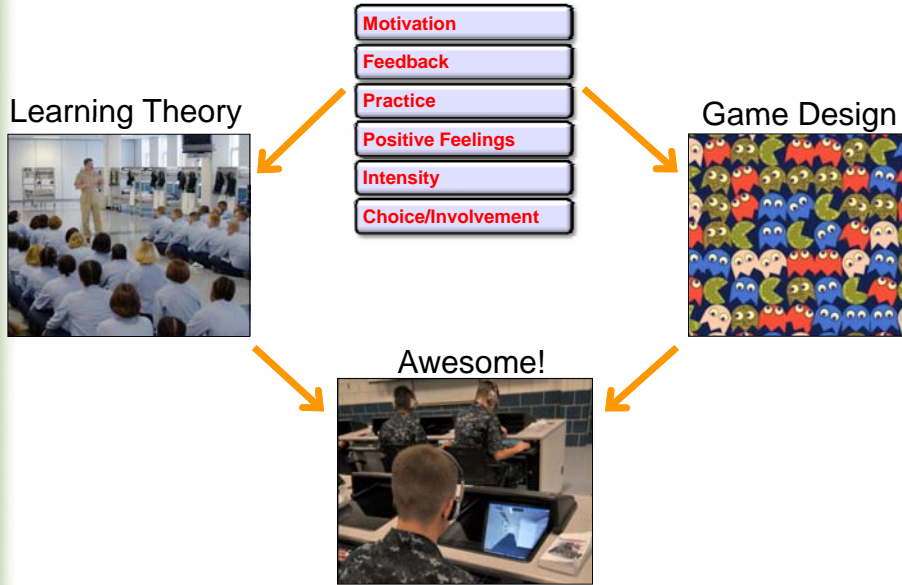 Motivation
Feedback
Practice
Positive Feelings
Intensity
Choice/Involvement
Learning Theory
Game Design
Awesome!